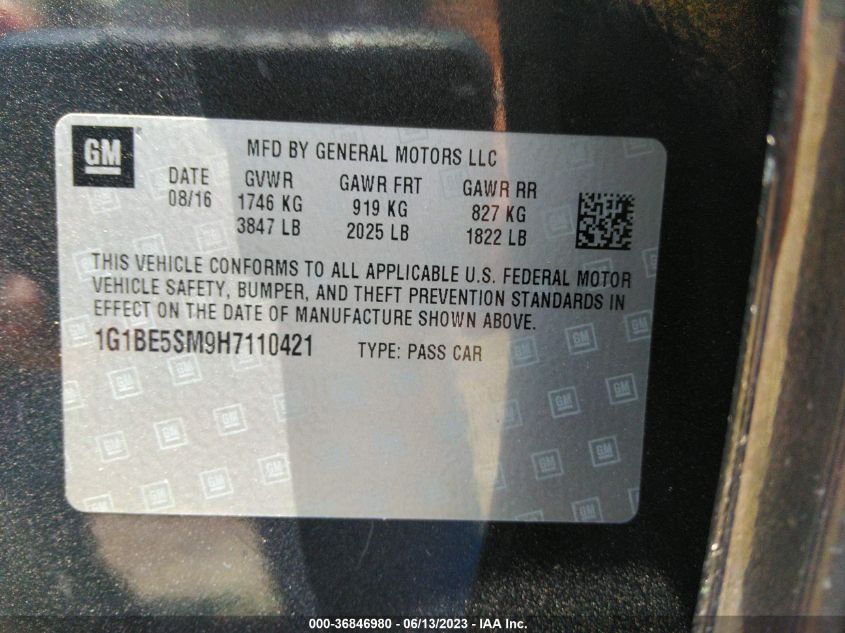 GM
MFD BY GENERAL MOTORS LLC
DATE GVWR GAWR FRT GAWR RR
08/16 1746 KG 919 KG 827 KG
3847 LB 2025 LB 1822 LB
THIS VEHICLE CONFORMS TO ALL APPLICABLE U.S. FEDERAL MOTOR
VEHICLE SAFETY, BUMPER, AND THEFT PREVENTION STANDARDS IN
EFFECT ON THE DATE OF MANUFACTURE SHOWN ABOVE.
1G1BE5SM9H7110421 TYPE: PASS CAR
000-36846980 - 06/13/2023 - IAA Inc.